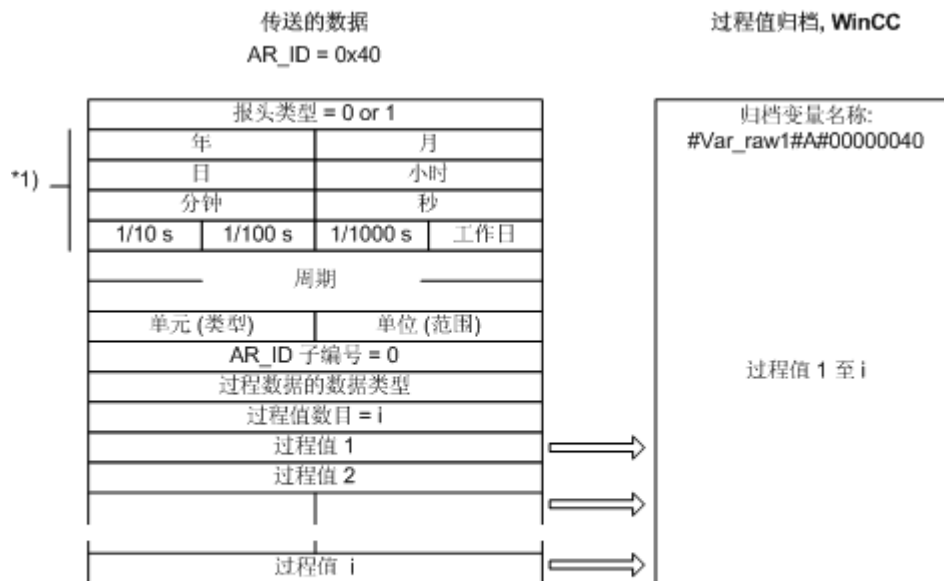 传送的数据
AR_ID = 0x40
过程值归档, WinCC
报头类型 = 0 or 1
年 月
日 小时
分钟 秒
1/10 s 1/100 s 1/1000 s 工作日
*1)
周期
单元 (类型) 单位 (范围)
AR_ID 子编号 = 0
过程数据的数据类型
过程值数目 = i
过程值 1
过程值 2
过程值 i
归档变量名称:
#Var_raw1#A#00000040
过程值 1 至 i